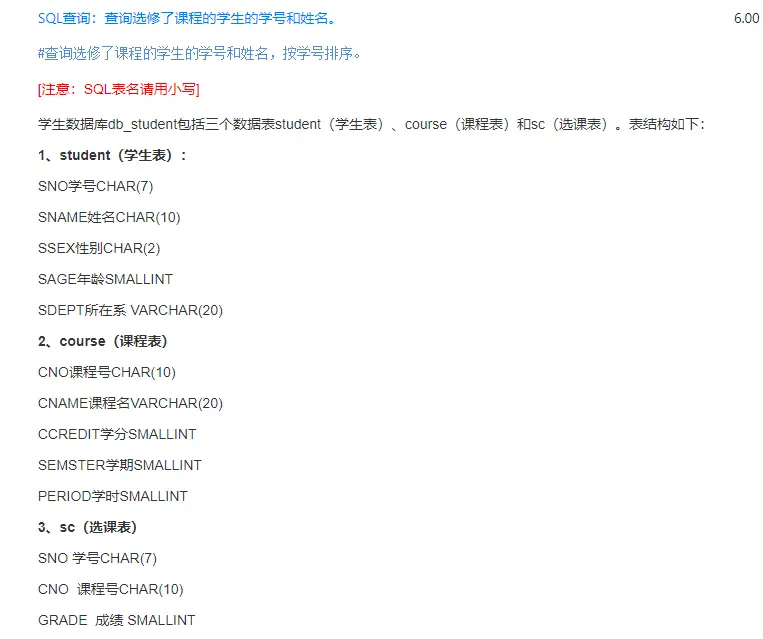 SQL查询：查询选修了课程的学生的学号和姓名。 6.00
#查询选修了课程的学生的学号和姓名，按学号排序。
[注意：SQL表名请用小写]
学生数据库db_student包括三个数据表student（学生表）、course（课程表）和sc（选课表）。表结构如下：
1、student（学生表）：
SNO学号CHAR(7)
SNAME姓名CHAR(10)
SSEX性别CHAR(2)
SAGE年龄SMALLINT
SDEPT所在系 VARCHAR(20)
2、course（课程表）
CNO课程号CHAR(10)
CNAME课程名VARCHAR(20)
CCREDIT学分SMALLINT
SEMSTER学期SMALLINT
PERIOD学时SMALLINT
3、sc（选课表）
SNO 学号CHAR(7)
CNO  课程号CHAR(10)
GRADE  成绩 SMALLINT